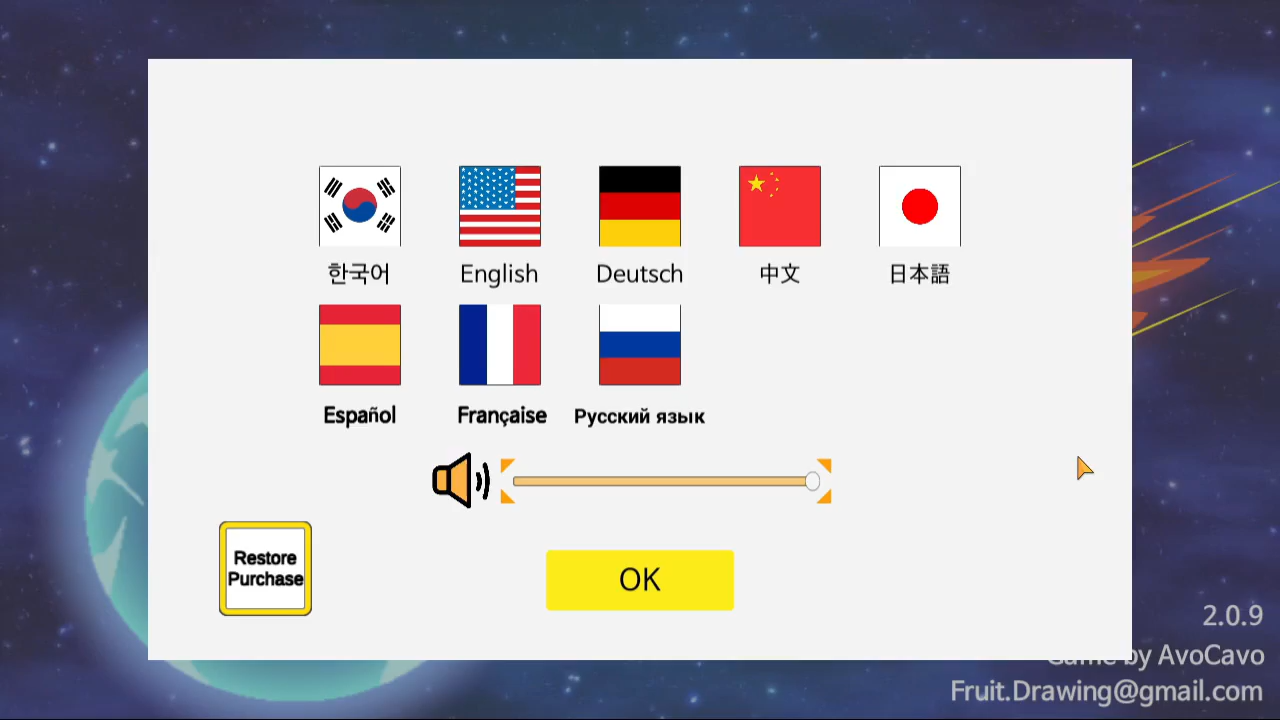 한국어
English
Deutsch
中文
日本語
Español
Française
Русский язык
Restore
Purchase
OK
2.0.9
Game by AvoCavo
Fruit.Drawing@gmail.com